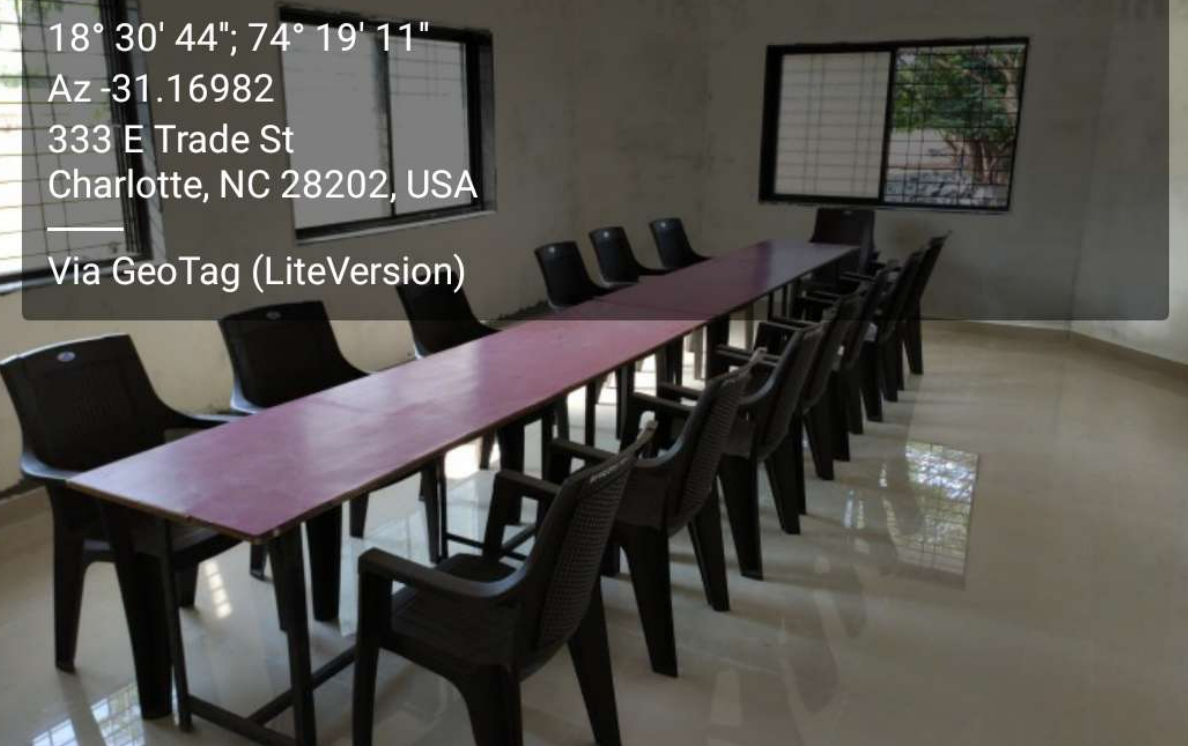 18° 30' 44"; 74° 19' 11"
Az -31.16982
333 E Trade St
Charlotte, NC 28202, USA
Via GeoTag (LiteVersion)